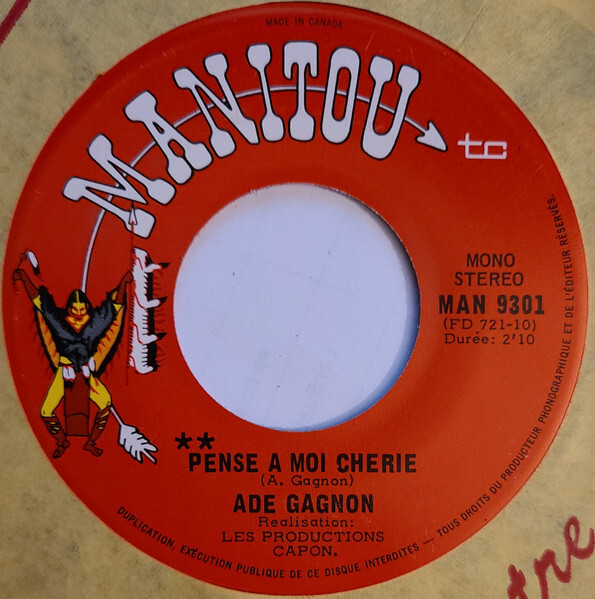 MADE IN CANADA
MANITOU
tc
MONO
STEREO
MAN 9301
(FD 721-10)
Durée: 2'10
**
PENSE A MOI CHERIE
(A. Gagnon)
ADE GAGNON
Realisation:
LES PRODUCTIONS
CAPON.
DUPLICATION, EXÉCUTION PUBLIQUE DE CE DISQUE INTERDITES — TOUS DROITS DU PRODUCTEUR PHONOGRAPHIQUE ET DE L'ÉDITEUR RÉSERVÉS.